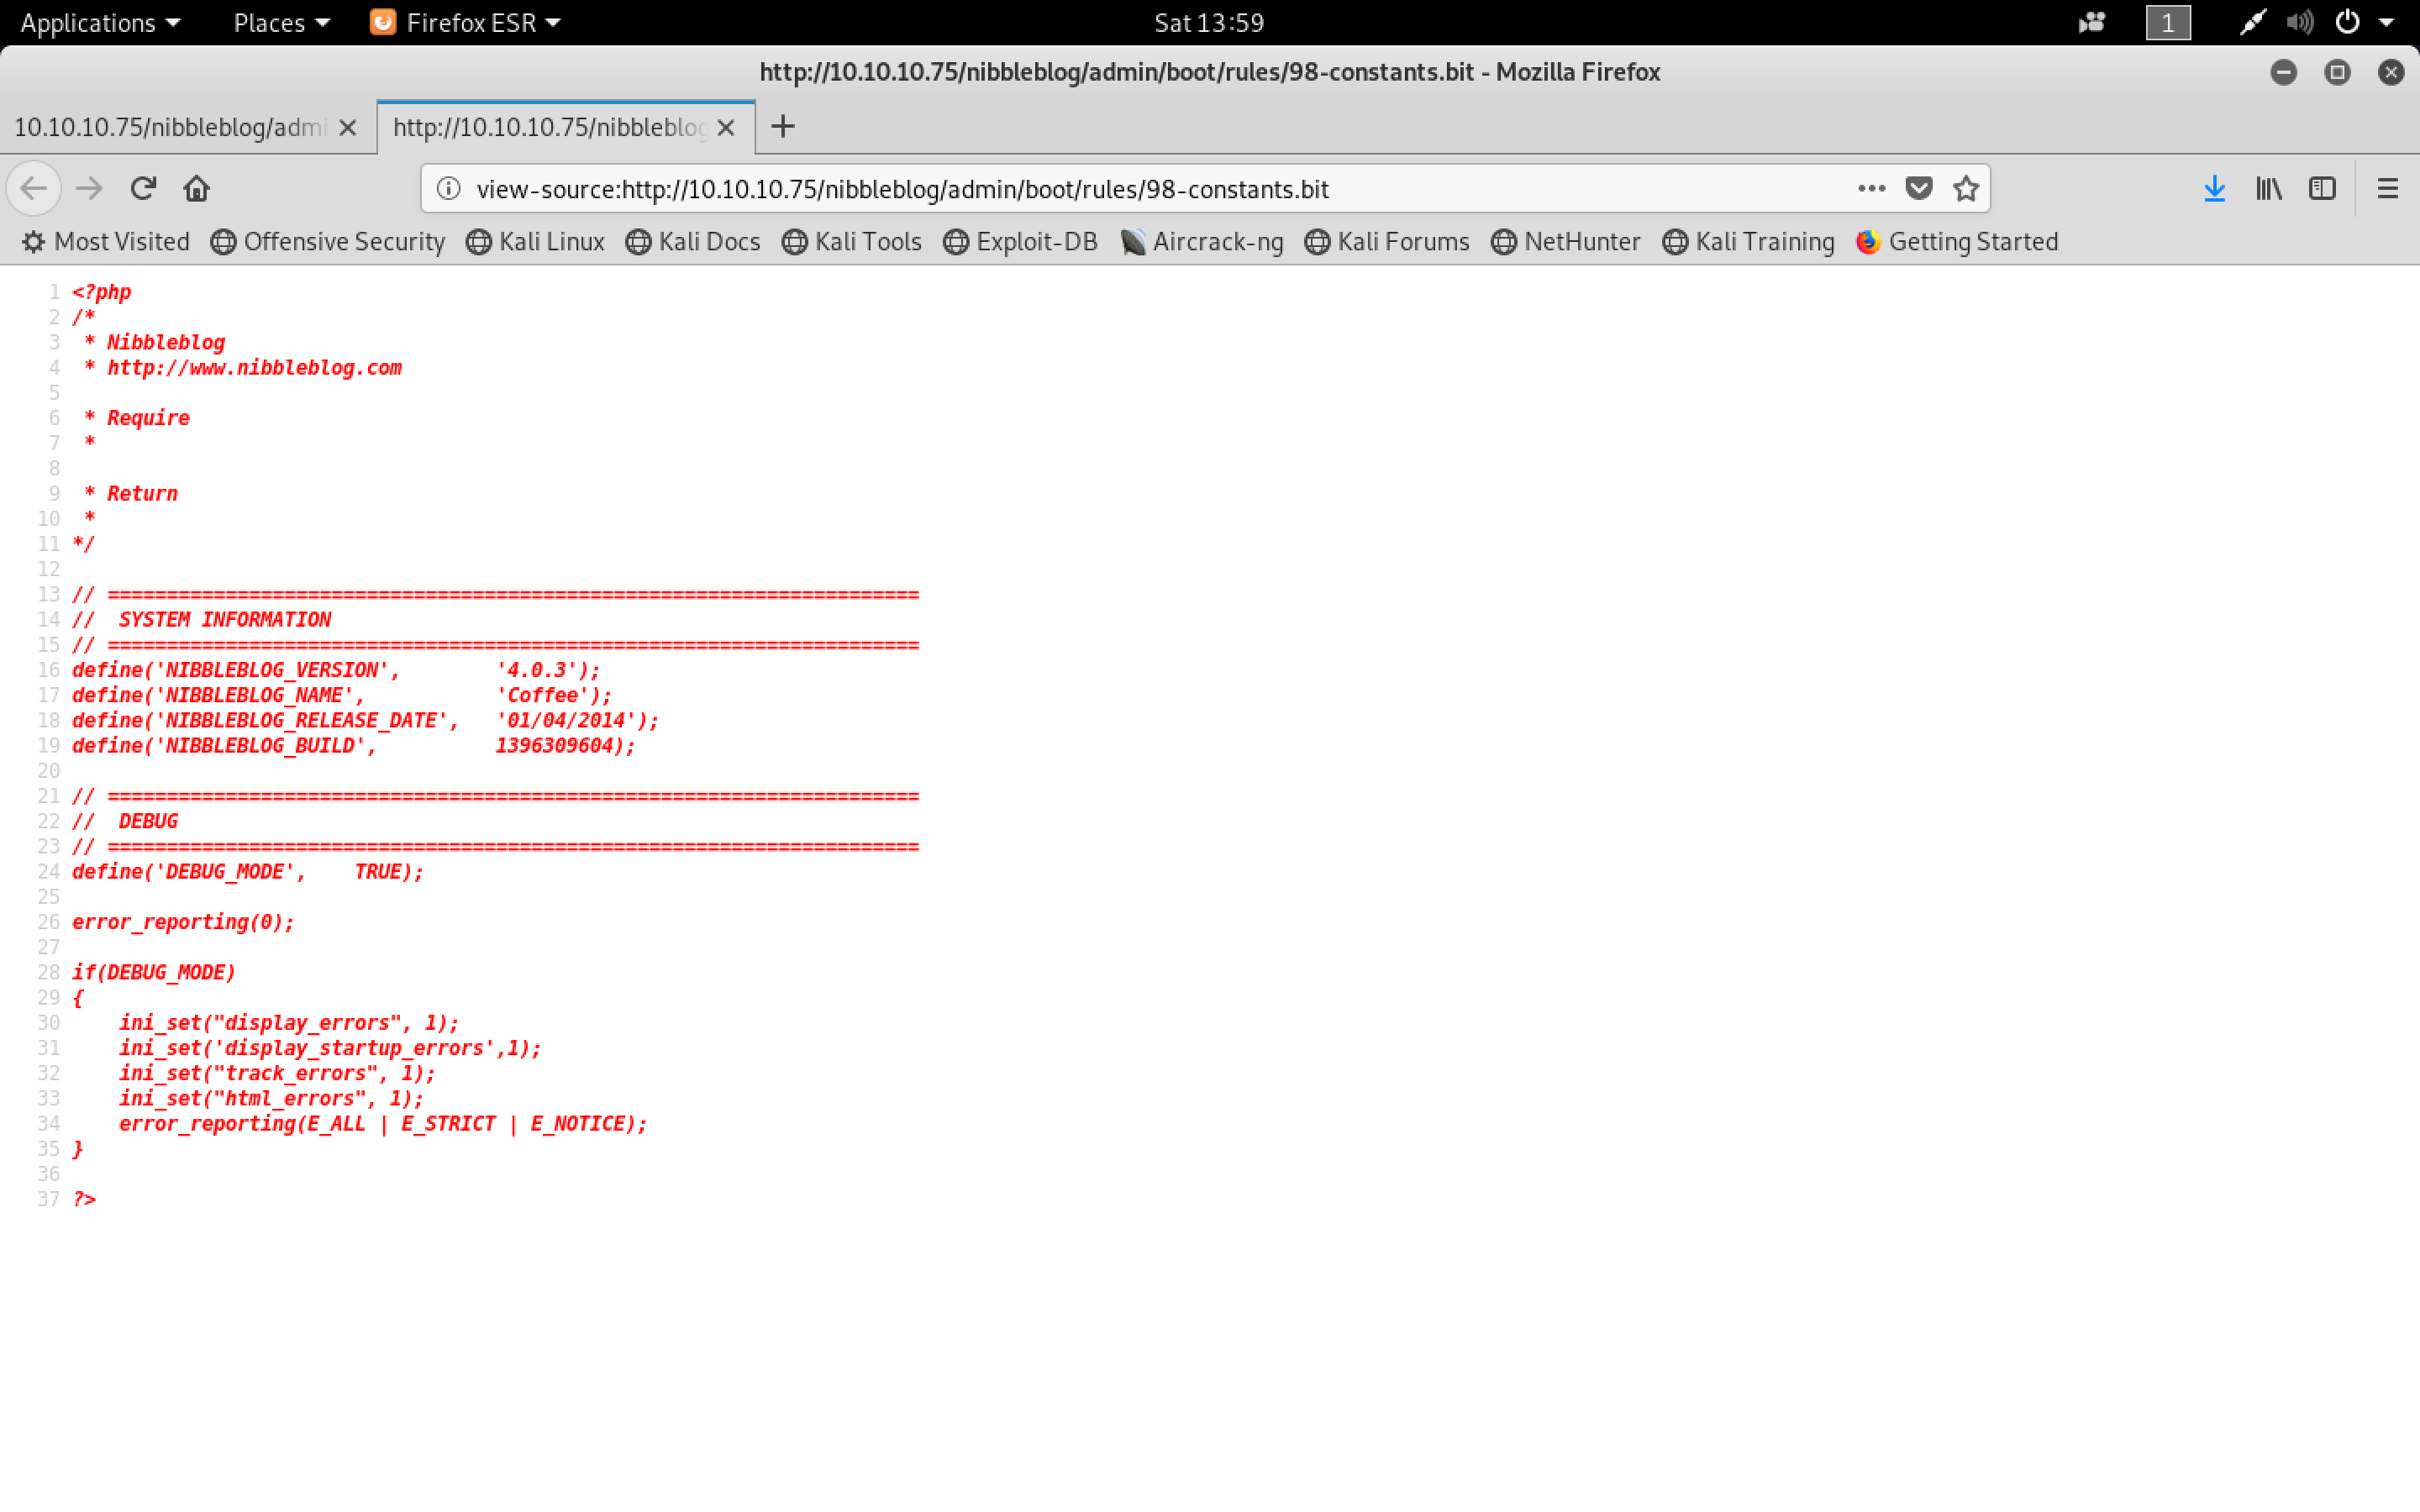 Applications Places Firefox ESR Sat 13:59 1
http://10.10.10.75/nibbleblog/admin/boot/rules/98-constants.bit - Mozilla Firefox
10.10.10.75/nibbleblog/admi http://10.10.10.75/nibbleblog
view-source:http://10.10.10.75/nibbleblog/admin/boot/rules/98-constants.bit
Most Visited Offensive Security Kali Linux Kali Docs Kali Tools Exploit-DB Aircrack-ng Kali Forums NetHunter Kali Training Getting Started
1 <?php
2 /*
3  * Nibbleblog
4  * http://www.nibbleblog.com
5
6  * Require
7  *
8
9  * Return
10  *
11 */
12
13 // =====================================================================
14 //  SYSTEM INFORMATION
15 // =====================================================================
16 define('NIBBLEBLOG_VERSION',        '4.0.3');
17 define('NIBBLEBLOG_NAME',            'Coffee');
18 define('NIBBLEBLOG_RELEASE_DATE',   '01/04/2014');
19 define('NIBBLEBLOG_BUILD',          1396309604);
20
21 // =====================================================================
22 //  DEBUG
23 // =====================================================================
24 define('DEBUG_MODE',    TRUE);
25
26 error_reporting(0);
27
28 if(DEBUG_MODE)
29 {
30     ini_set("display_errors", 1);
31     ini_set('display_startup_errors',1);
32     ini_set("track_errors", 1);
33     ini_set("html_errors", 1);
34     error_reporting(E_ALL | E_STRICT | E_NOTICE);
35 }
36
37 ?>